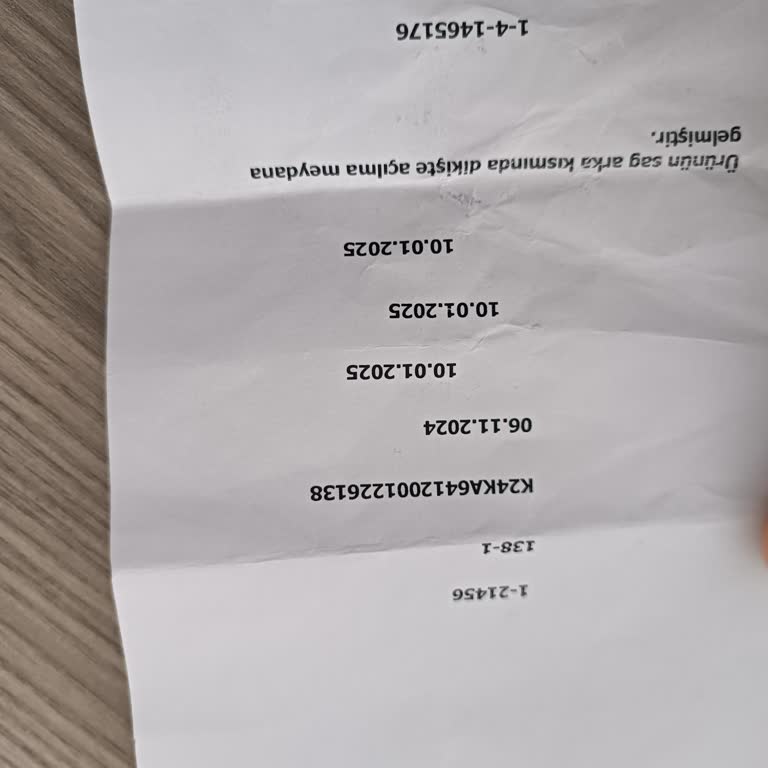 1-21456
138-1
K24KA6412001226138
06.11.2024
10.01.2025
10.01.2025
10.01.2025
Ürünün sag arka kısmında dikişte açılma meydana
gelmiştir.
1-4-1465176